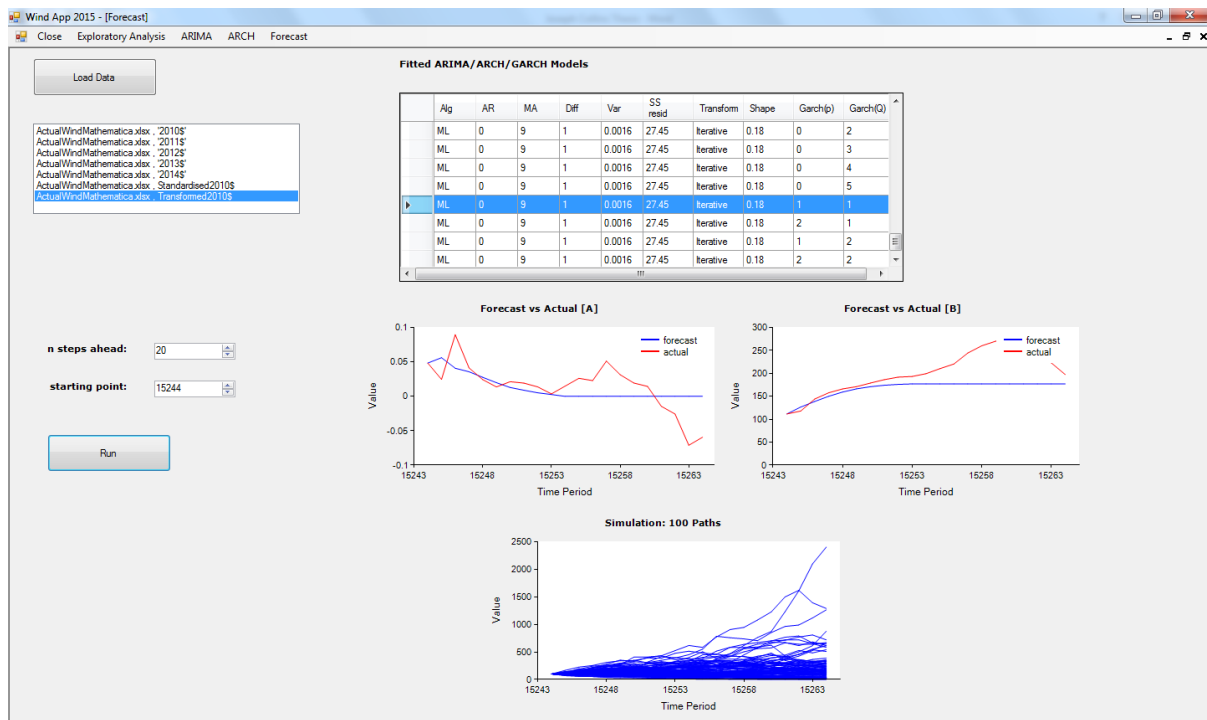 Wind App 2015 - [Forecast]
Close Exploratory Analysis ARIMA ARCH Forecast
Load Data
ActualWindMathematica.xlsx , '2010$'
ActualWindMathematica.xlsx , '2011$'
ActualWindMathematica.xlsx , '2012$'
ActualWindMathematica.xlsx , '2013$'
ActualWindMathematica.xlsx , '2014$'
ActualWindMathematica.xlsx , Standardised2010$
ActualWindMathematica.xlsx , Transformed2010$
n steps ahead: 20
starting point: 15244
Run
Fitted ARIMA/ARCH/GARCH Models
Alg AR MA Diff Var SS resid Transform Shape Garch(p) Garch(Q)
ML 0 9 1 0.0016 27.45 Iterative 0.18 0 2
ML 0 9 1 0.0016 27.45 Iterative 0.18 0 3
ML 0 9 1 0.0016 27.45 Iterative 0.18 0 4
ML 0 9 1 0.0016 27.45 Iterative 0.18 0 5
ML 0 9 1 0.0016 27.45 Iterative 0.18 1 1
ML 0 9 1 0.0016 27.45 Iterative 0.18 2 1
ML 0 9 1 0.0016 27.45 Iterative 0.18 1 2
ML 0 9 1 0.0016 27.45 Iterative 0.18 2 2
Forecast vs Actual [A]
0.1
0.05
0
-0.05
-0.1
Value
forecast
actual
15243 15248 15253 15258 15263
Time Period
Forecast vs Actual [B]
300
250
200
150
100
50
0
Value
forecast
actual
15243 15248 15253 15258 15263
Time Period
Simulation: 100 Paths
2500
2000
1500
1000
500
0
Value
15243 15248 15253 15258 15263
Time Period